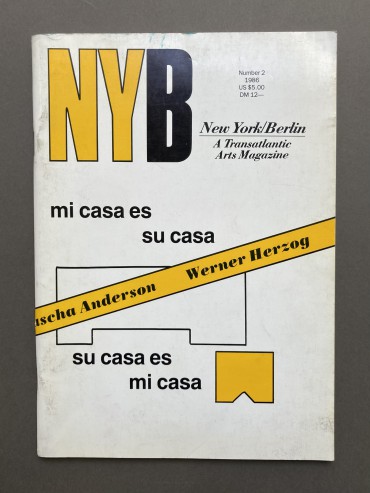 NYB
Number 2
1986
US $5.00
DM 12—
New York/Berlin
A Transatlantic
Arts Magazine
mi casa es
su casa
ascha Anderson Werner Herzog
su casa es
mi casa